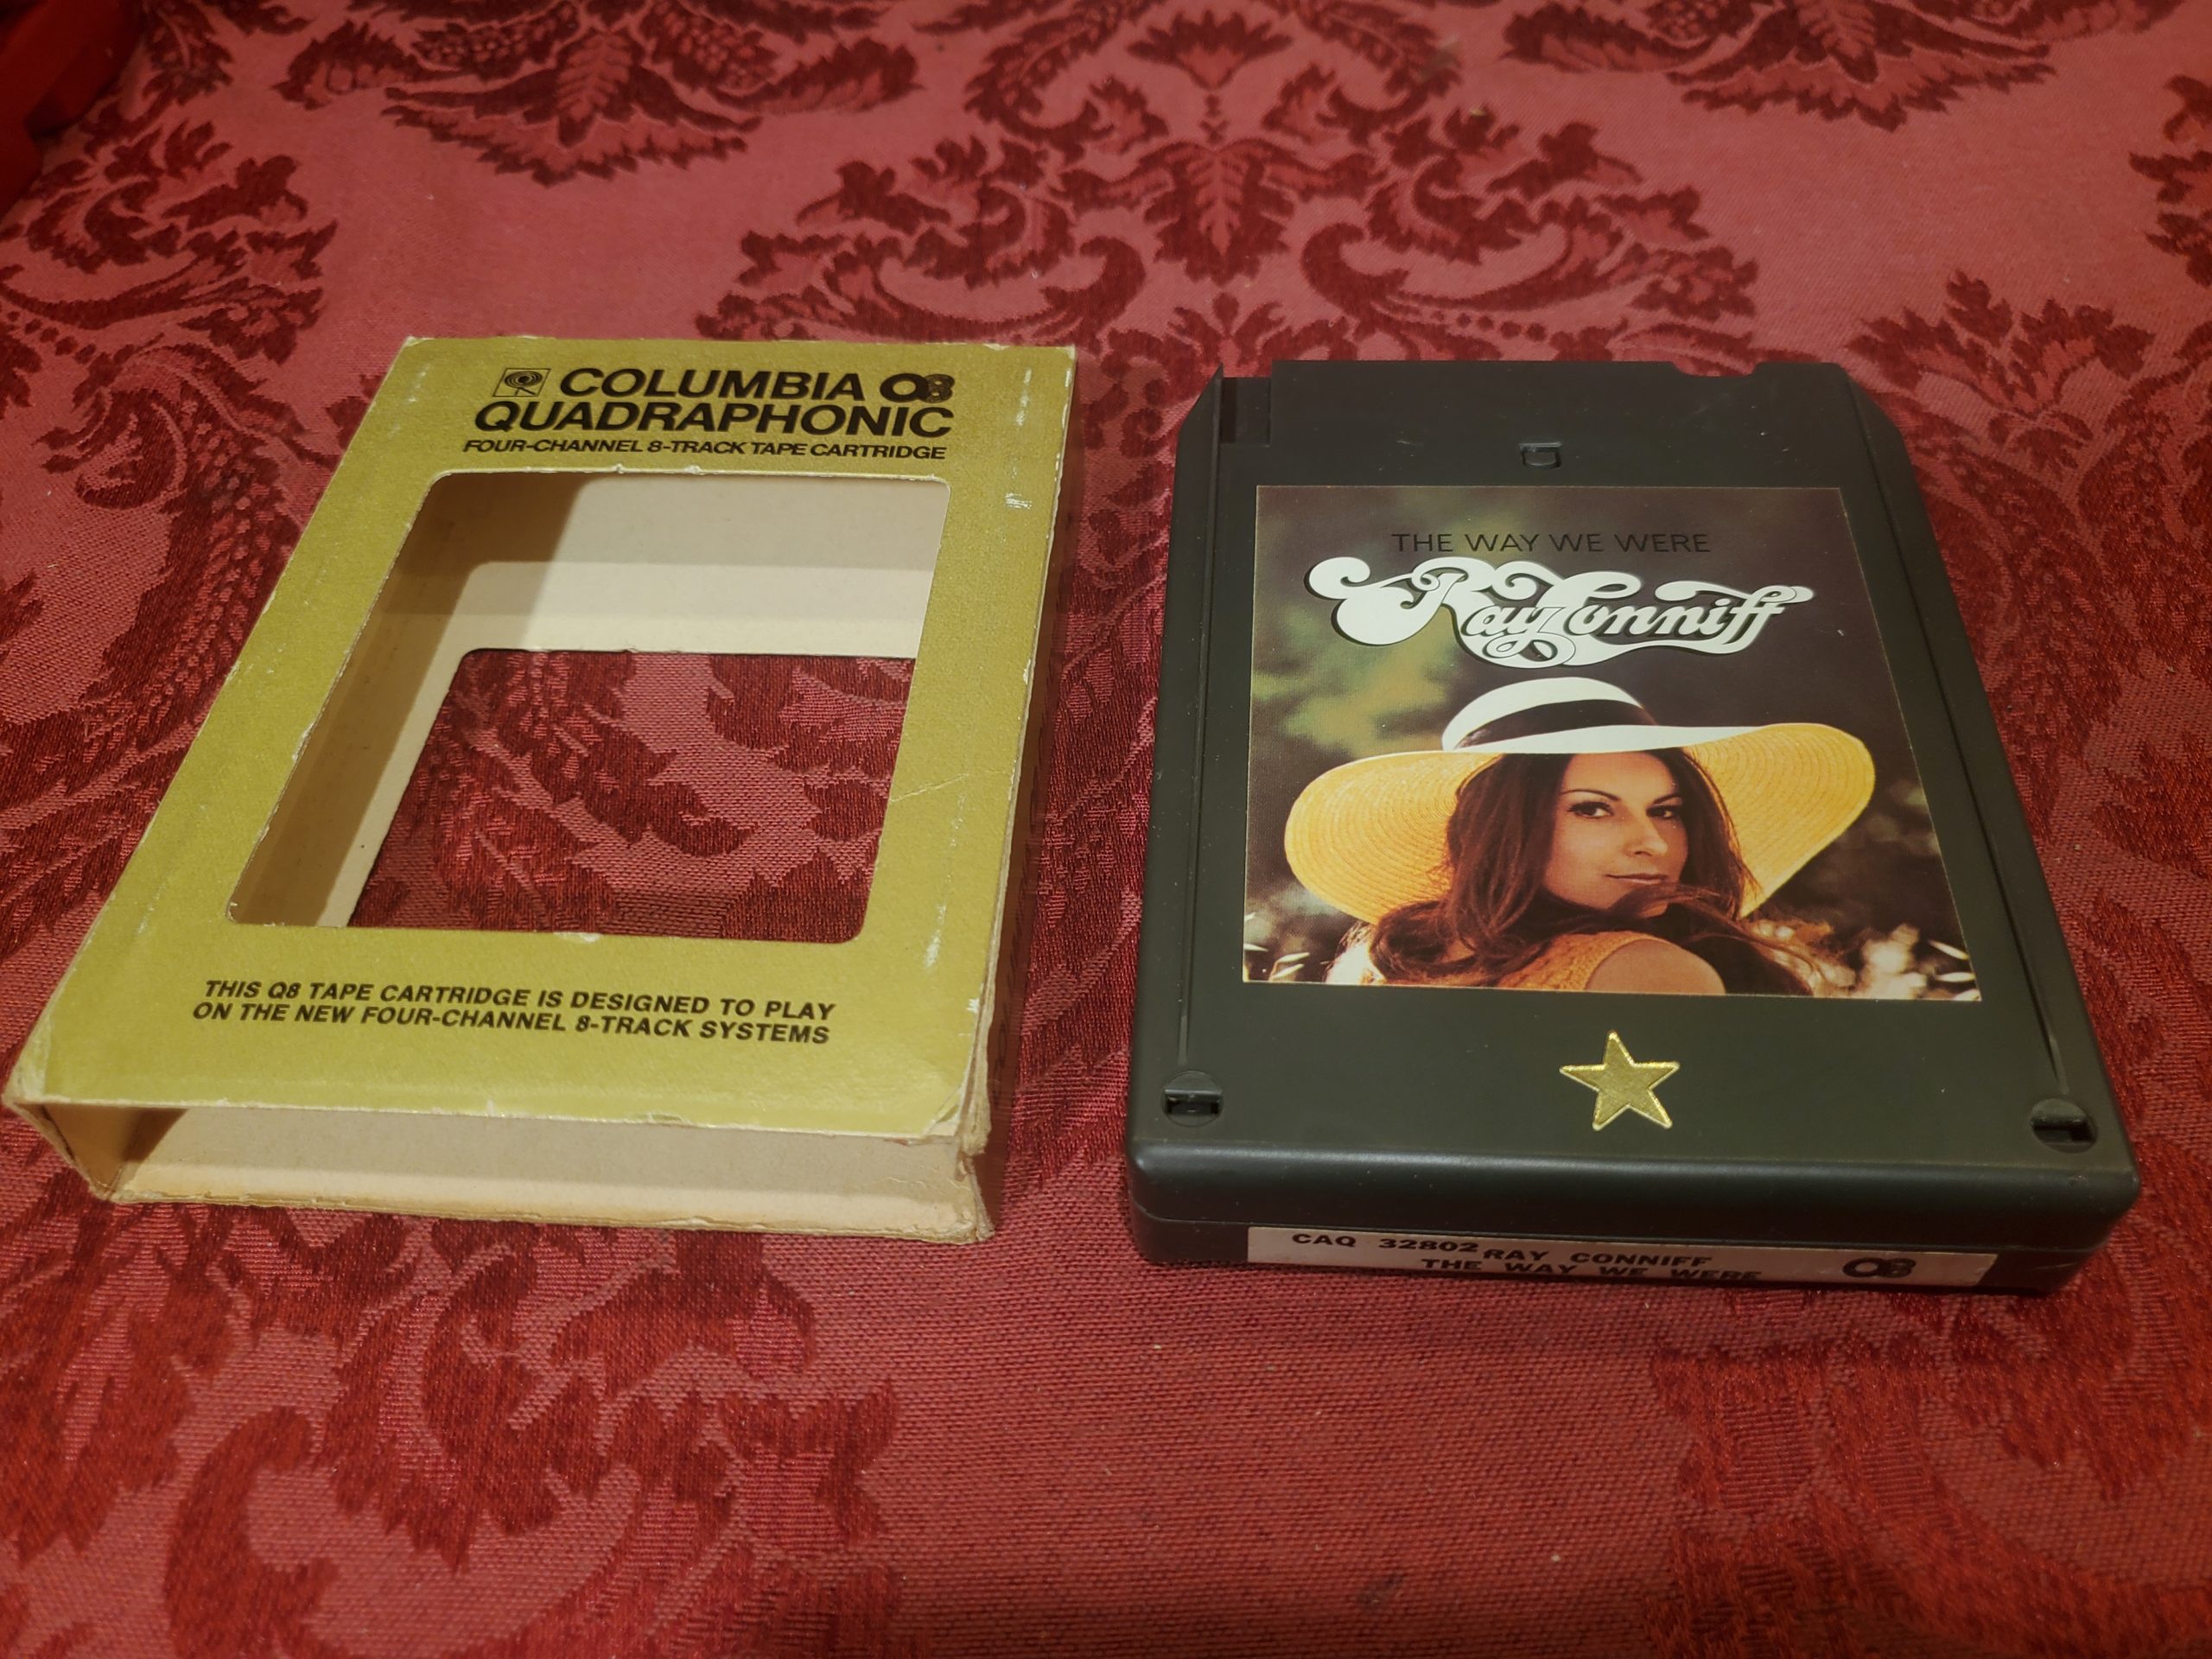 COLUMBIA Q8
QUADRAPHONIC
FOUR-CHANNEL 8-TRACK TAPE CARTRIDGE
THIS Q8 TAPE CARTRIDGE IS DESIGNED TO PLAY
ON THE NEW FOUR-CHANNEL 8-TRACK SYSTEMS
THE WAY WE WERE
Ray Conniff
CAQ 32802 RAY CONNIFF Q8
THE WAY WE WERE